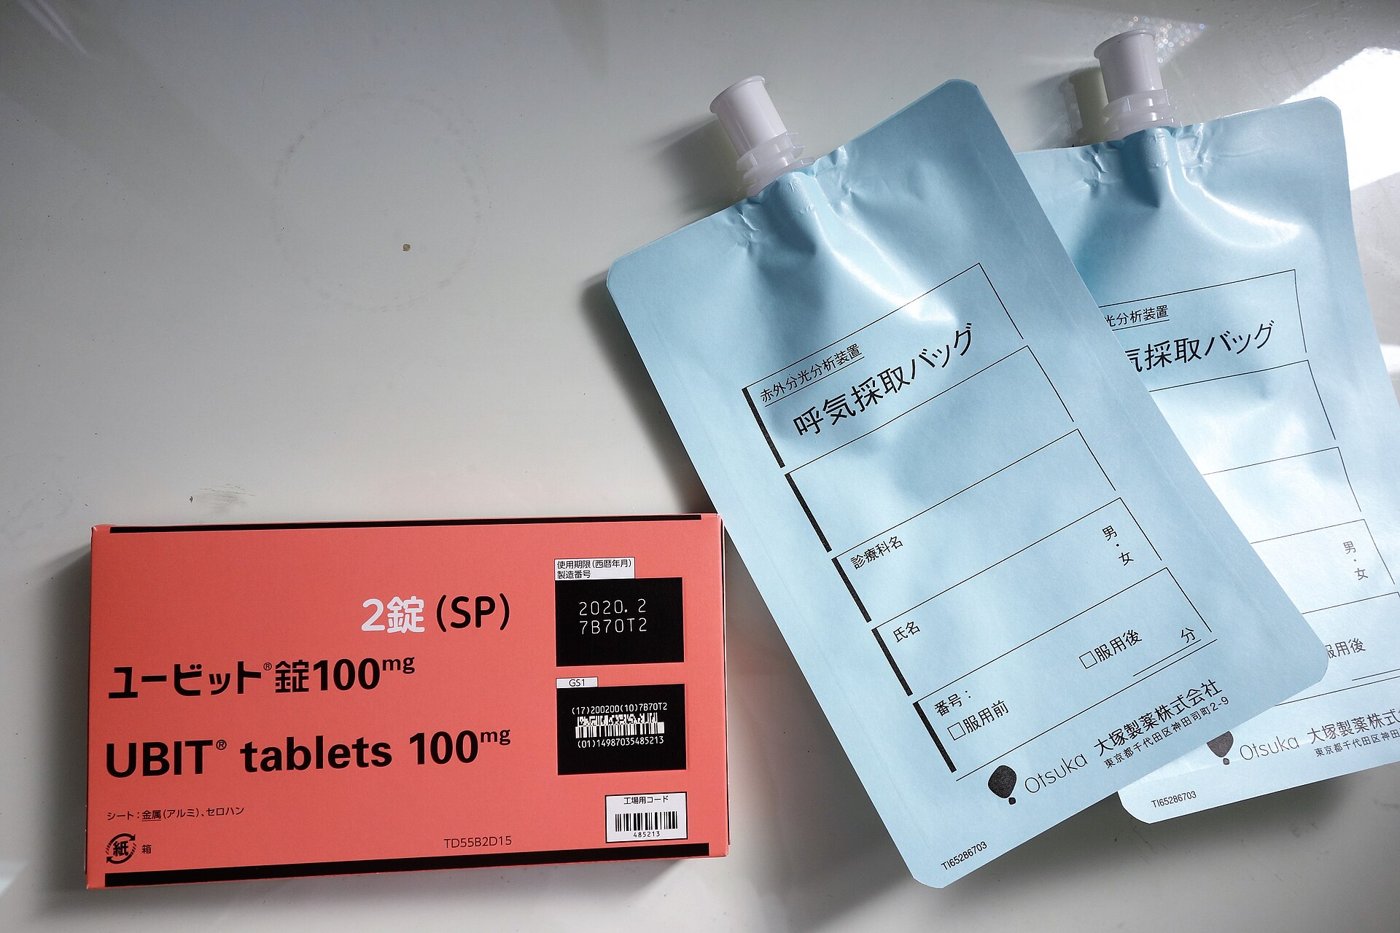 2錠(SP)
ユービット®錠100mg
UBIT® tablets 100mg
シート:金属(アルミ)、セロハン
紙 箱
TD55B2D15
使用期限(西暦年月)
製造番号
2020.2
7B70T2
GS1
(17)200200(10)7B70T2
(01)14987035485213
工場用コード
485213
赤外分光分析装置
呼気採取バッグ
診療科名
氏名
男・女
番号:
□服用前
□服用後 分
Otsuka 大塚製薬株式会社
東京都千代田区神田司町2-9
TI65286703
光分析装置
気採取バッグ
男・女
服用後
Otsuka 大塚製薬株式会
東京都千代田区神田
TI65286703